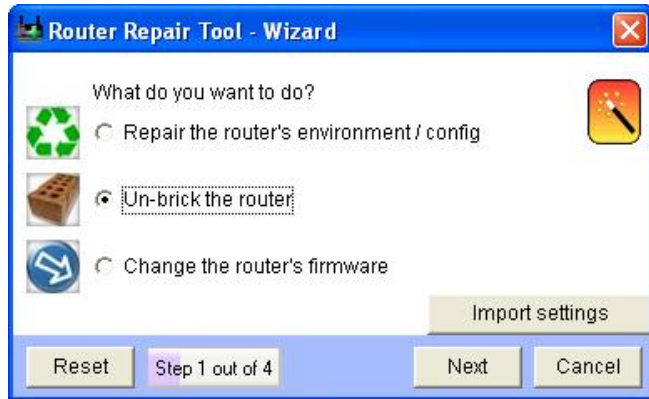 Router Repair Tool - Wizard
What do you want to do?
Repair the router's environment / config
Un-brick the router
Change the router's firmware
Import settings
Reset
Step 1 out of 4
Next
Cancel